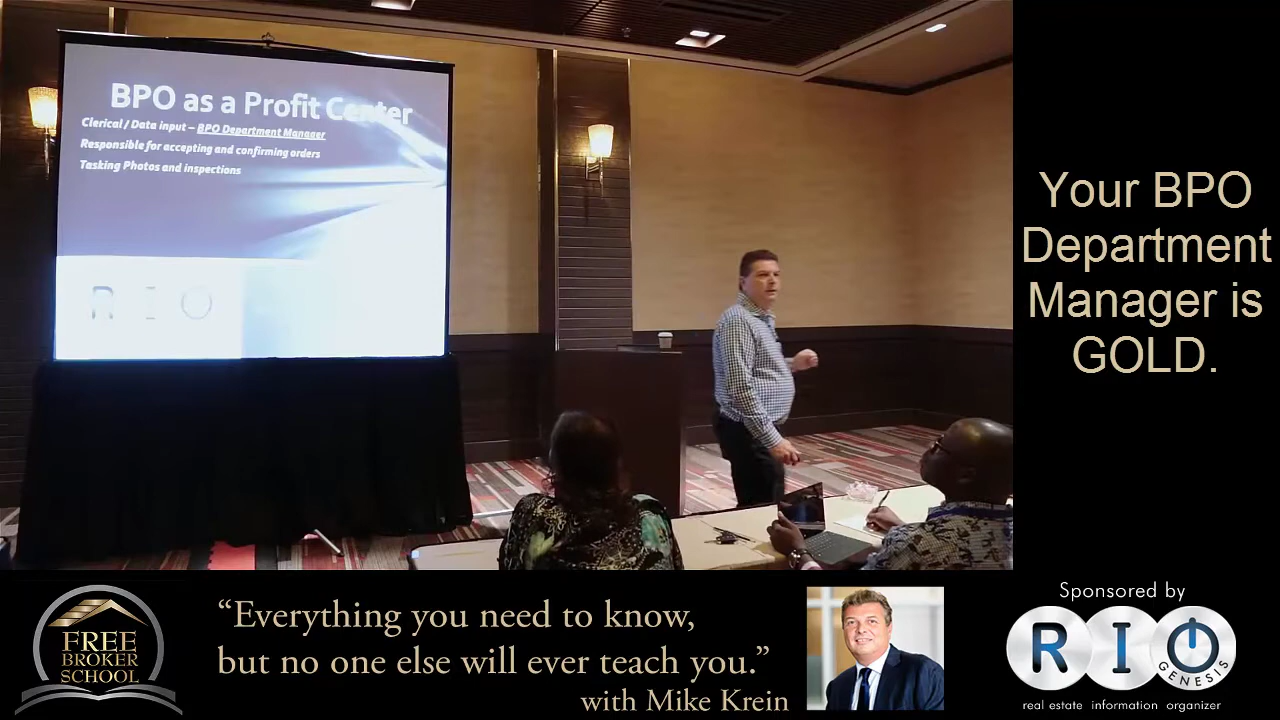 BPO as a Profit Center
Clerical / Data input – BPO Department Manager
Responsible for accepting and confirming orders
Tasking Photos and inspections
R I O
Your BPO
Department
Manager is
GOLD.
FREE
BROKER
SCHOOL
“Everything you need to know,
but no one else will ever teach you.”
with Mike Krein
Sponsored by
R I O
GENESIS
real estate information organizer